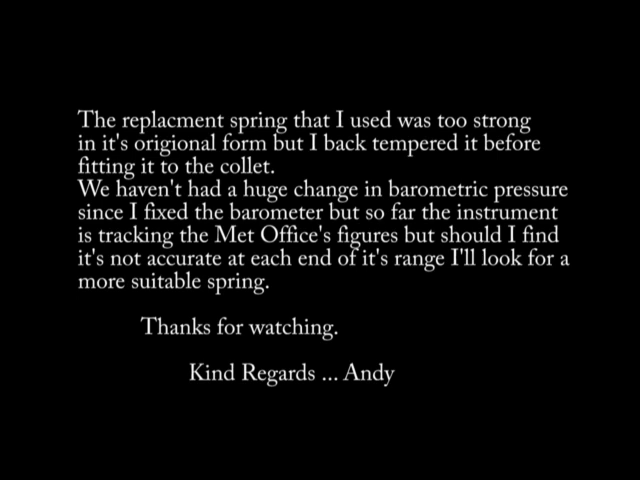 The replacment spring that I used was too strong
in it's origional form but I back tempered it before
fitting it to the collet.
We haven't had a huge change in barometric pressure
since I fixed the barometer but so far the instrument
is tracking the Met Office's figures but should I find
it's not accurate at each end of it's range I'll look for a
more suitable spring.
Thanks for watching.
Kind Regards ... Andy